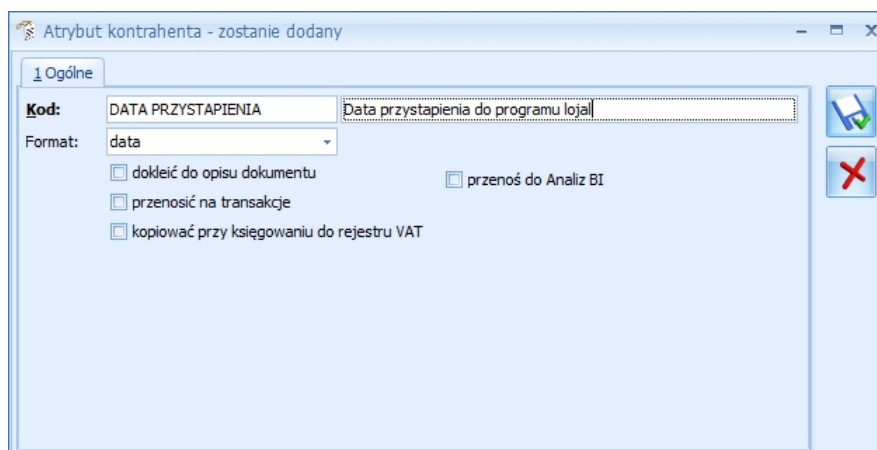 Atrybut kontrahenta - zostanie dodany
1 Ogólne
Kod: DATA PRZYSTAPIENIA Data przystapienia do programu lojal
Format: data
dokleić do opisu dokumentu
przenoś do Analiz BI
przenosić na transakcje
kopiować przy księgowaniu do rejestru VAT